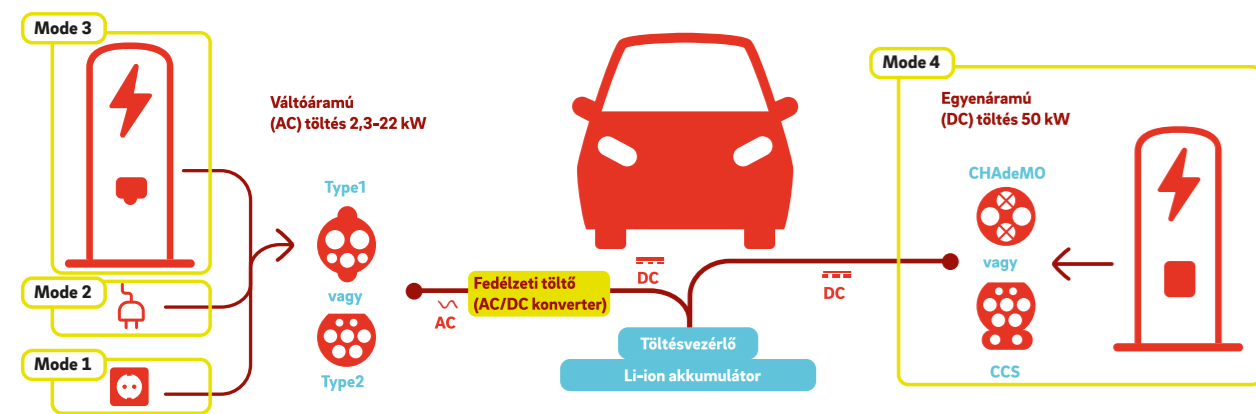 Mode 3
Váltóáramú
(AC) töltés 2,3-22 kW
Mode 2
Mode 1
Type1
vagy
Type2
AC
Fedélzeti töltő
(AC/DC konverter)
DC
DC
Töltésvezérlő
Li-ion akkumulátor
Mode 4
Egyenáramú
(DC) töltés 50 kW
CHAdeMO
vagy
CCS